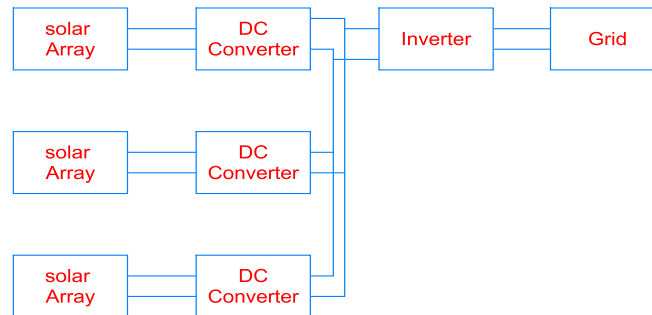 solar
Array
DC
Converter
Inverter
Grid
solar
Array
DC
Converter
solar
Array
DC
Converter